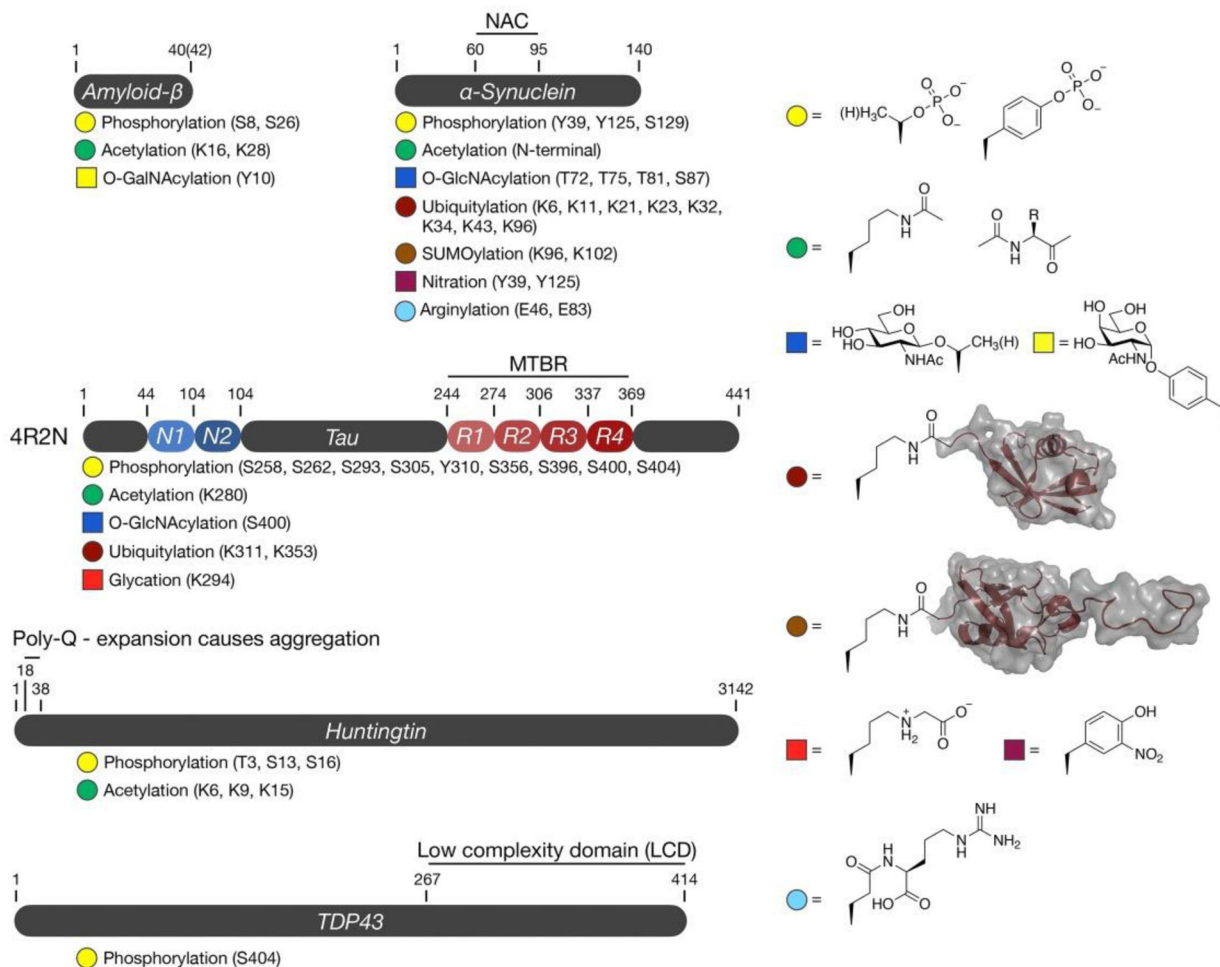 NAC
1 40(42) 1 60 95 140
Amyloid-β α-Synuclein
Phosphorylation (S8, S26)
Acetylation (K16, K28)
O-GalNAcylation (Y10)
Phosphorylation (Y39, Y125, S129)
Acetylation (N-terminal)
O-GlcNAcylation (T72, T75, T81, S87)
Ubiquitylation (K6, K11, K21, K23, K32,
K34, K43, K96)
SUMOylation (K96, K102)
Nitration (Y39, Y125)
Arginylation (E46, E83)
MTBR
1 44 104 104 244 274 306 337 369 441
4R2N N1 N2 Tau R1 R2 R3 R4
Phosphorylation (S258, S262, S293, S305, Y310, S356, S396, S400, S404)
Acetylation (K280)
O-GlcNAcylation (S400)
Ubiquitylation (K311, K353)
Glycation (K294)
Poly-Q - expansion causes aggregation
18
1 38 3142
Huntingtin
Phosphorylation (T3, S13, S16)
Acetylation (K6, K9, K15)
Low complexity domain (LCD)
1 267 414
TDP43
Phosphorylation (S404)
= (H)H₃C O P O O⁻ O⁻ O P O O⁻ O⁻
= N H O O N H R O
= HO OH O HO HO NHAc O CH₃(H) = HO OH O HO AcHN O
= N H O
= N H O
= N⁺ H₂ O⁻ O = OH NO₂
= O H N HO O N H NH NH₂